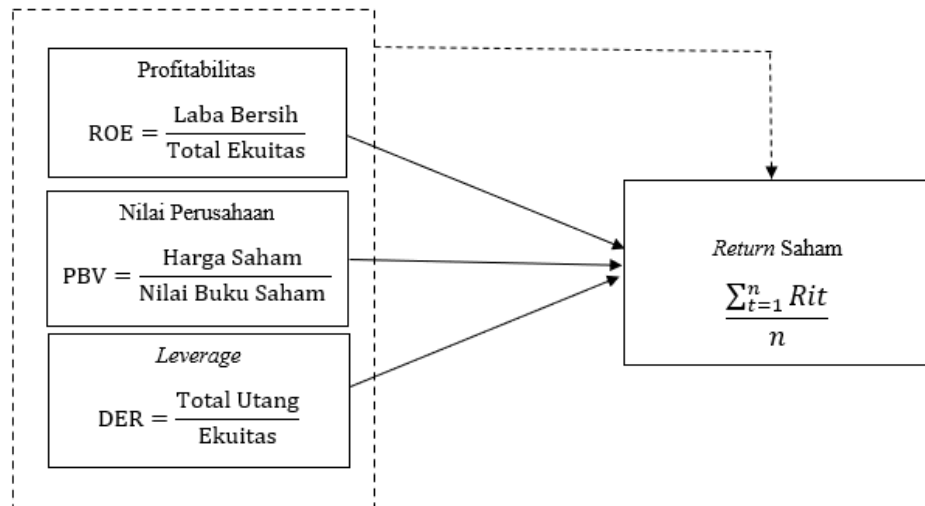 Profitabilitas
ROE = Laba Bersih / Total Ekuitas
Nilai Perusahaan
PBV = Harga Saham / Nilai Buku Saham
Leverage
DER = Total Utang / Ekuitas
Return Saham
∑ⁿₜ₌₁ Rit / n